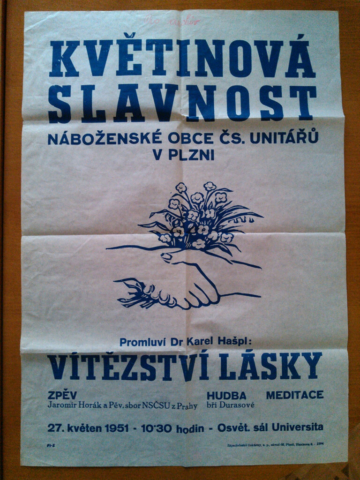 KVĚTINOVÁ
SLAVNOST
NÁBOŽENSKÉ OBCE ČS. UNITÁŘŮ
V PLZNI
Promluví Dr Karel Hašpl:
VÍTĚZSTVÍ LÁSKY
ZPĚV HUDBA MEDITACE
Jaromír Horák a Pěv. sbor NSČSU z Prahy bří Durasové
27. květen 1951 - 10'30 hodin - Osvět. sál Universita